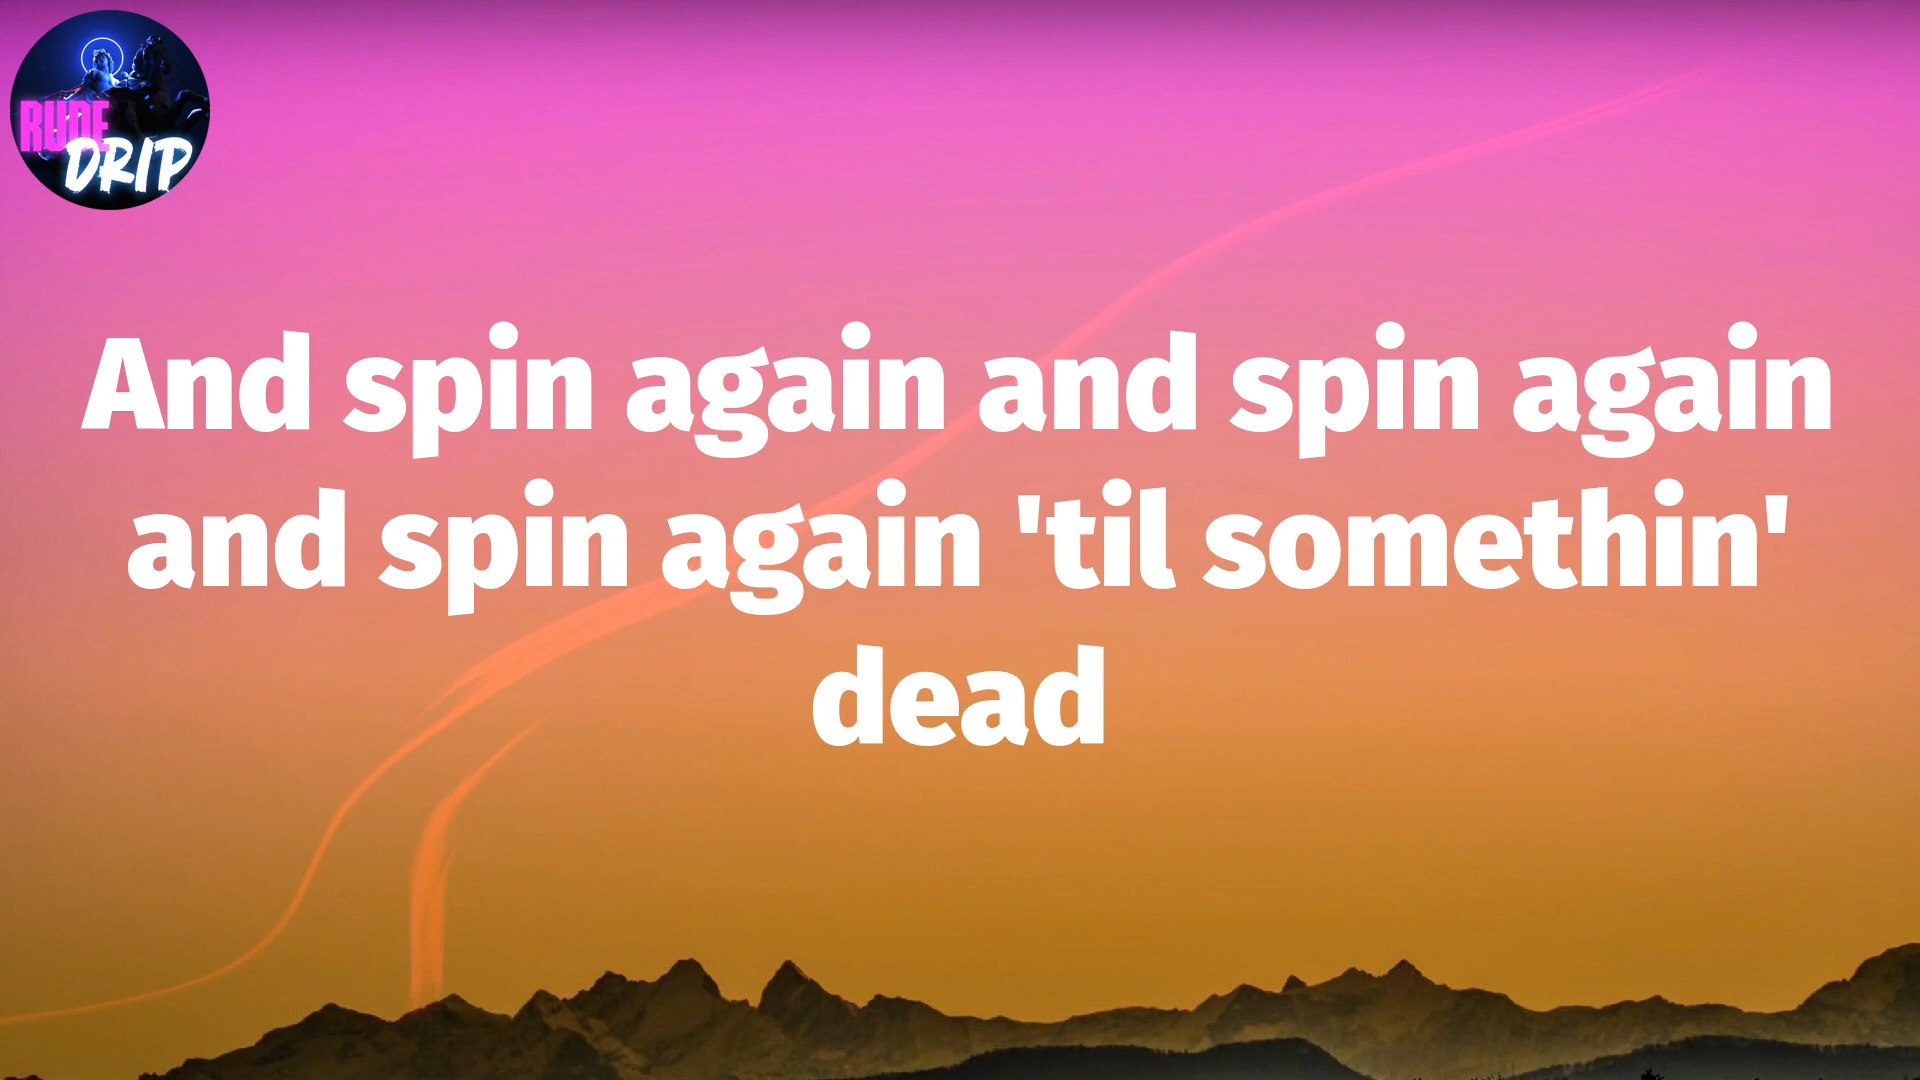 RUDE
DRIP
And spin again and spin again
and spin again 'til somethin'
dead